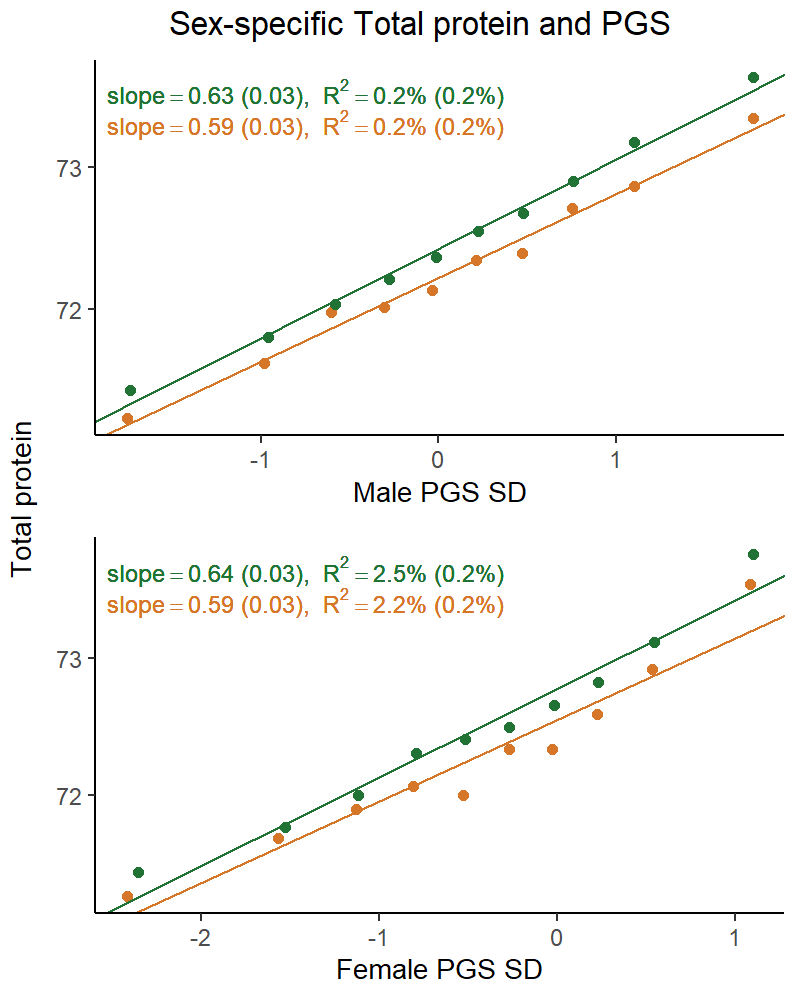 Sex-specific Total protein and PGS
slope = 0.63 (0.03), R² = 0.2% (0.2%)
slope = 0.59 (0.03), R² = 0.2% (0.2%)
73
72
-1 0 1
Male PGS SD
Total protein
slope = 0.64 (0.03), R² = 2.5% (0.2%)
slope = 0.59 (0.03), R² = 2.2% (0.2%)
73
72
-2 -1 0 1
Female PGS SD